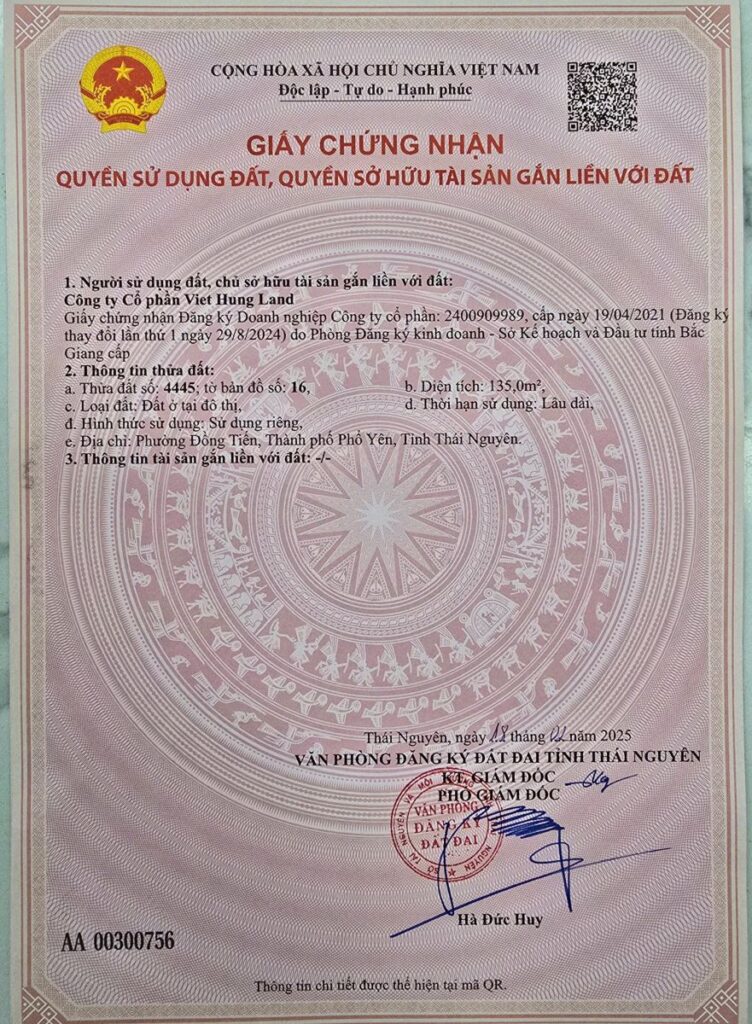 CỘNG HÒA XÃ HỘI CHỦ NGHĨA VIỆT NAM
Độc lập - Tự do - Hạnh phúc
GIẤY CHỨNG NHẬN
QUYỀN SỬ DỤNG ĐẤT, QUYỀN SỞ HỮU TÀI SẢN GẮN LIỀN VỚI ĐẤT
1. Người sử dụng đất, chủ sở hữu tài sản gắn liền với đất:
Công ty Cổ phần Viet Hung Land
Giấy chứng nhận Đăng ký Doanh nghiệp Công ty cổ phần: 2400909989, cấp ngày 19/04/2021 (Đăng ký
thay đổi lần thứ 1 ngày 29/8/2024) do Phòng Đăng ký kinh doanh - Sở Kế hoạch và Đầu tư tỉnh Bắc
Giang cấp
2. Thông tin thửa đất:
a. Thửa đất số: 4445; tờ bản đồ số: 16, b. Diện tích: 135,0m²,
c. Loại đất: Đất ở tại đô thị, d. Thời hạn sử dụng: Lâu dài,
đ. Hình thức sử dụng: Sử dụng riêng,
e. Địa chỉ: Phường Đồng Tiến, Thành phố Phổ Yên, Tỉnh Thái Nguyên.
3. Thông tin tài sản gắn liền với đất: -/-
Thái Nguyên, ngày 18 tháng 02 năm 2025
VĂN PHÒNG ĐĂNG KÝ ĐẤT ĐAI TỈNH THÁI NGUYÊN
KT. GIÁM ĐỐC
PHÓ GIÁM ĐỐC
VĂN PHÒNG
ĐĂNG KÝ
ĐẤT ĐAI
Hà Đức Huy
AA 00300756
Thông tin chi tiết được thể hiện tại mã QR.